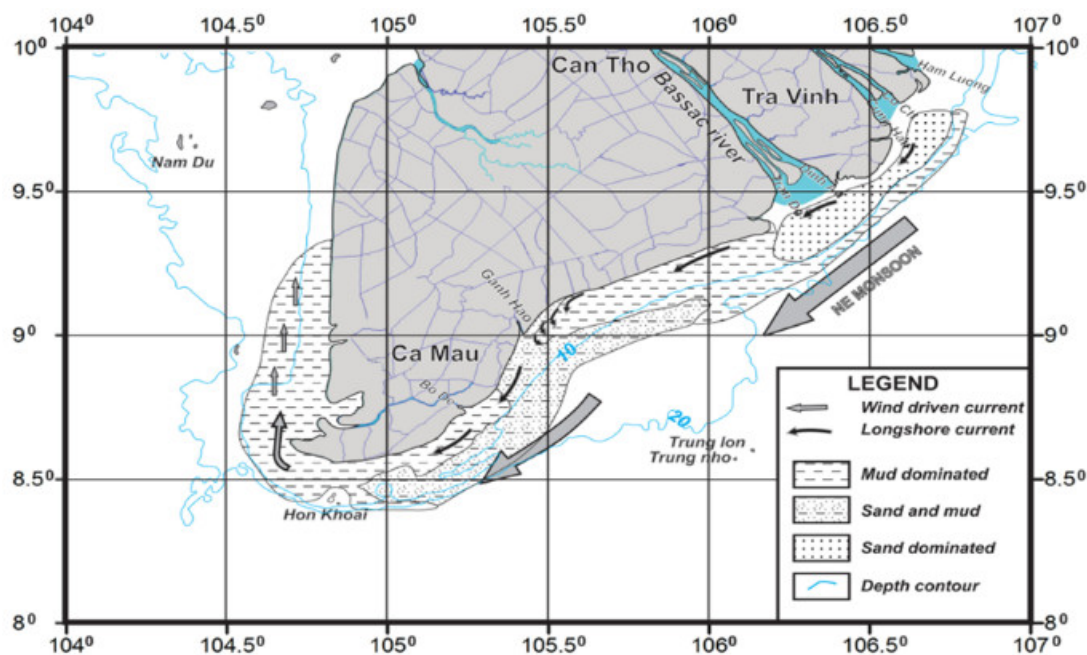 104⁰ 104.5⁰ 105⁰ 105.5⁰ 106⁰ 106.5⁰ 107⁰
10⁰ 10⁰
Can Tho
Ham Luong
Bassac river
Tra Vinh
Nam Du
9.5⁰ 9.5⁰
NE MONSOON
Ganh Hao
9⁰ 9⁰
10
Ca Mau
Bo De
20
Trung lon
Trung nho
8.5⁰ 8.5⁰
Hon Khoai
LEGEND
Wind driven current
Longshore current
Mud dominated
Sand and mud
Sand dominated
Depth contour
8⁰ 8⁰
104⁰ 104.5⁰ 105⁰ 105.5⁰ 106⁰ 106.5⁰ 107⁰